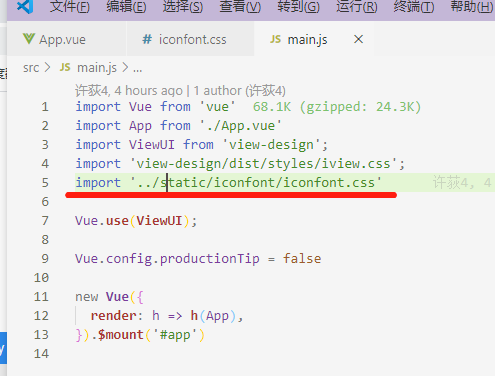 文件(F) 编辑(E) 选择(S) 查看(V) 转到(G) 运行(R) 终端(T) 帮助(H)
App.vue iconfont.css JS main.js ×
src > JS main.js > ...
许荻4, 4 hours ago | 1 author (许荻4)
1 import Vue from 'vue' 68.1K (gzipped: 24.3K)
2 import App from './App.vue'
3 import ViewUI from 'view-design';
4 import 'view-design/dist/styles/iview.css';
5 import '../static/iconfont/iconfont.css' 许荻4, 4
6
7 Vue.use(ViewUI);
8
9 Vue.config.productionTip = false
10
11 new Vue({
12 render: h => h(App),
13 }).$mount('#app')
14